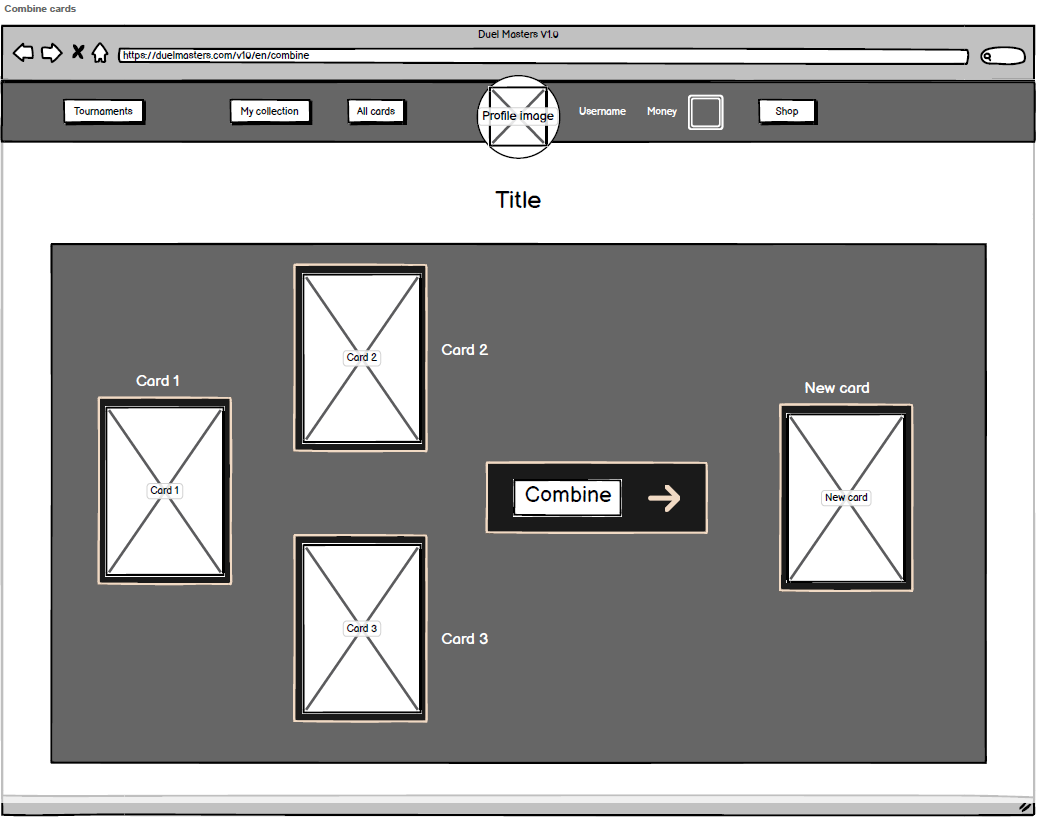 Combine cards
Duel Masters V1.0
https://duelmasters.com/v10/en/combine
Tournaments
My collection
All cards
Profile image
Username
Money
Shop
Title
Card 2
Card 2
Card 1
Card 1
New card
New card
Combine
Card 3
Card 3